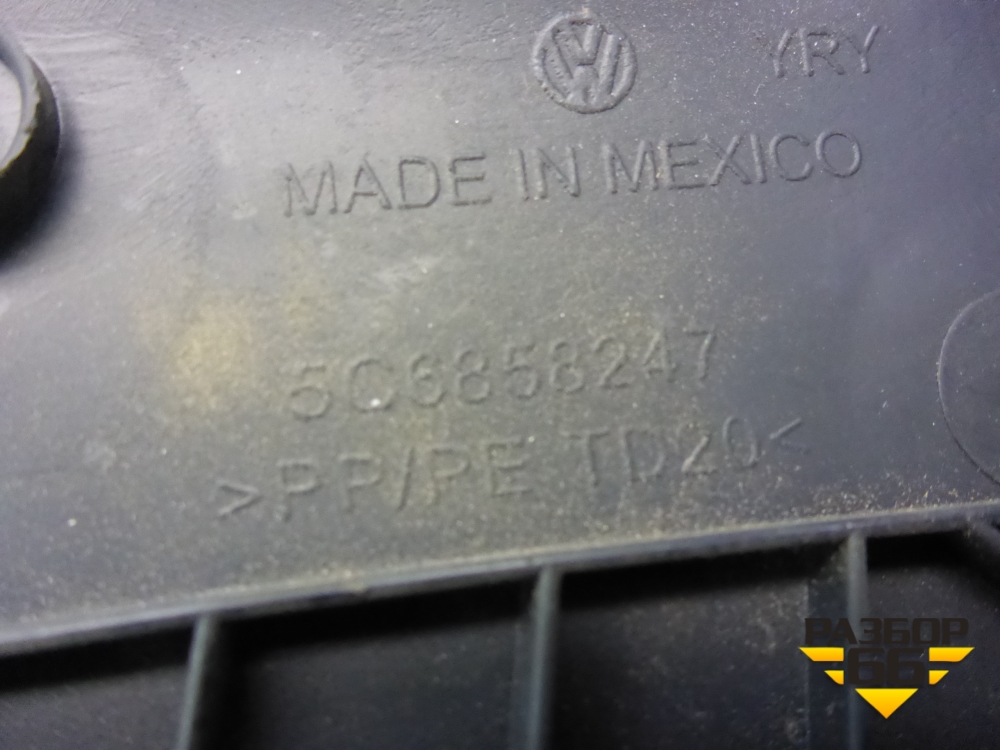 YRY
MADE IN MEXICO
5C6858247
>PP/PE TD20<
РАЗБОР
66